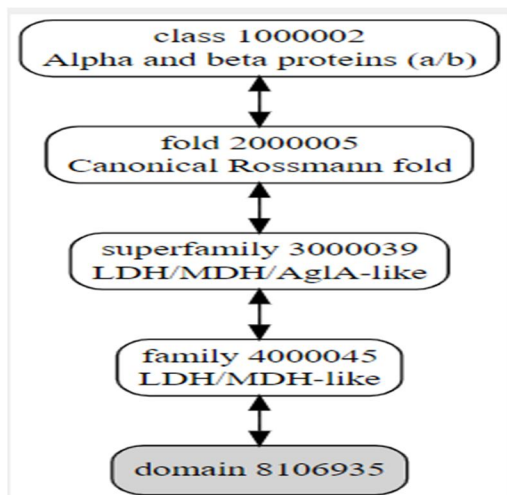 class 1000002
Alpha and beta proteins (a/b)
fold 2000005
Canonical Rossmann fold
superfamily 3000039
LDH/MDH/AglA-like
family 4000045
LDH/MDH-like
domain 8106935